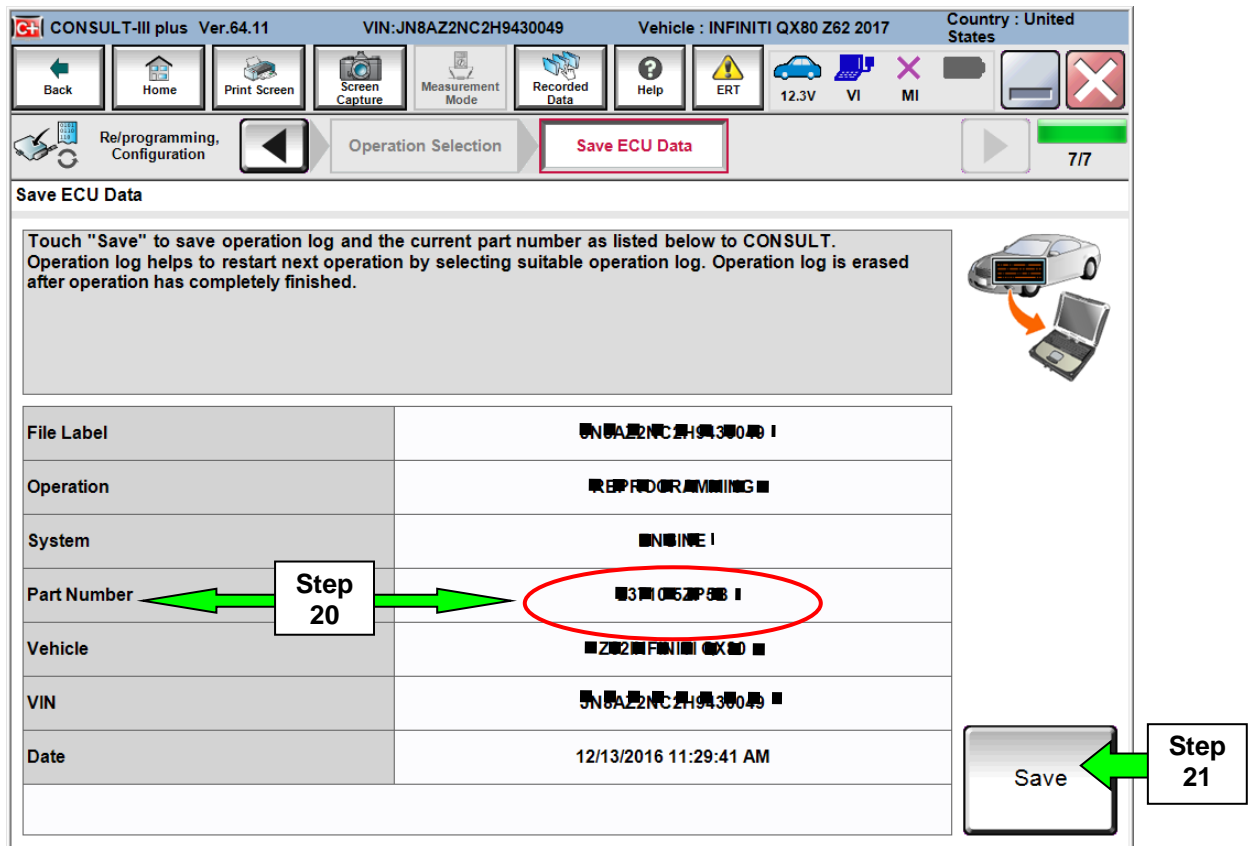 CONSULT-III plus Ver.64.11 VIN:JN8AZ2NC2H9430049 Vehicle : INFINITI QX80 Z62 2017 Country : United States
Back Home Print Screen Screen Capture Measurement Mode Recorded Data Help ERT 12.3V VI MI
Re/programming, Configuration Operation Selection Save ECU Data 7/7
Save ECU Data
Touch "Save" to save operation log and the current part number as listed below to CONSULT.
Operation log helps to restart next operation by selecting suitable operation log. Operation log is erased
after operation has completely finished.
File Label
Operation
System
Part Number
Step
20
Vehicle
VIN
Date 12/13/2016 11:29:41 AM
Save
Step
21